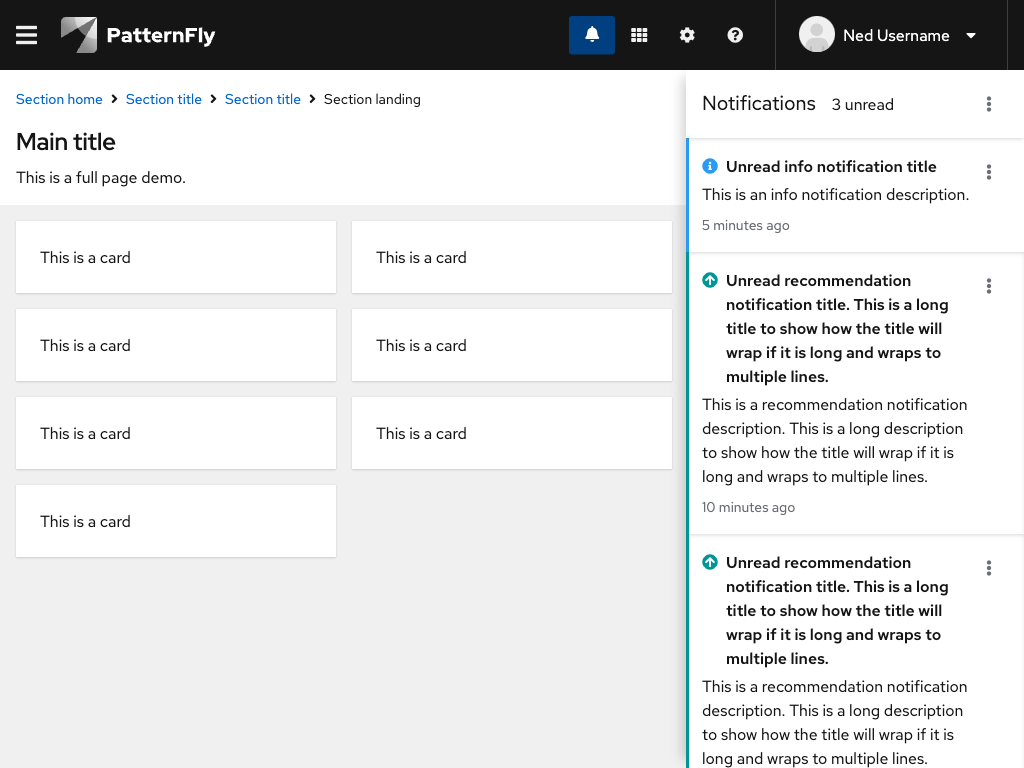 PatternFly
Ned Username
Section home > Section title > Section title > Section landing
Main title
This is a full page demo.
This is a card
This is a card
This is a card
This is a card
This is a card
This is a card
This is a card
Notifications 3 unread
Unread info notification title
This is an info notification description.
5 minutes ago
Unread recommendation
notification title. This is a long
title to show how the title will
wrap if it is long and wraps to
multiple lines.
This is a recommendation notification
description. This is a long description
to show how the title will wrap if it is
long and wraps to multiple lines.
10 minutes ago
Unread recommendation
notification title. This is a long
title to show how the title will
wrap if it is long and wraps to
multiple lines.
This is a recommendation notification
description. This is a long description
to show how the title will wrap if it is
long and wraps to multiple lines.